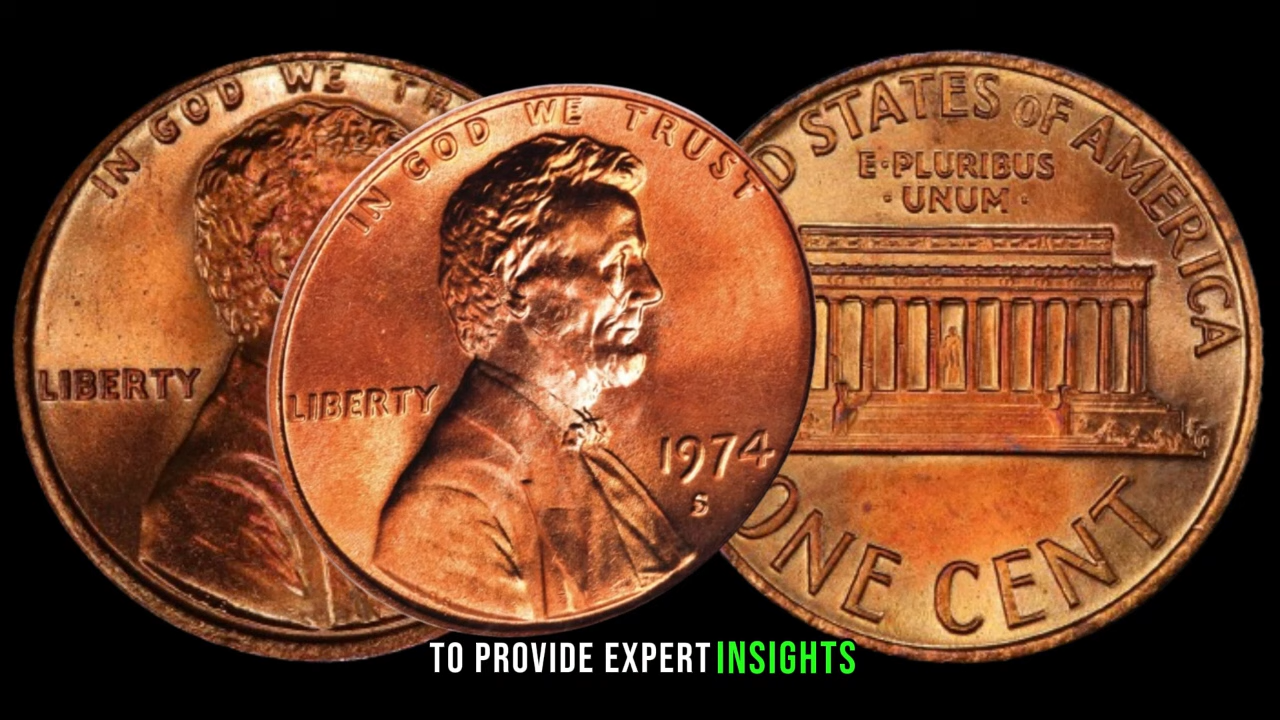 IN GOD WE TR
LIBERTY
IN GOD WE TRUST
LIBERTY
1974
S
D STATES OF AMERICA
E·PLURIBUS
·UNUM·
ONE CENT
TO PROVIDE EXPERT INSIGHTS